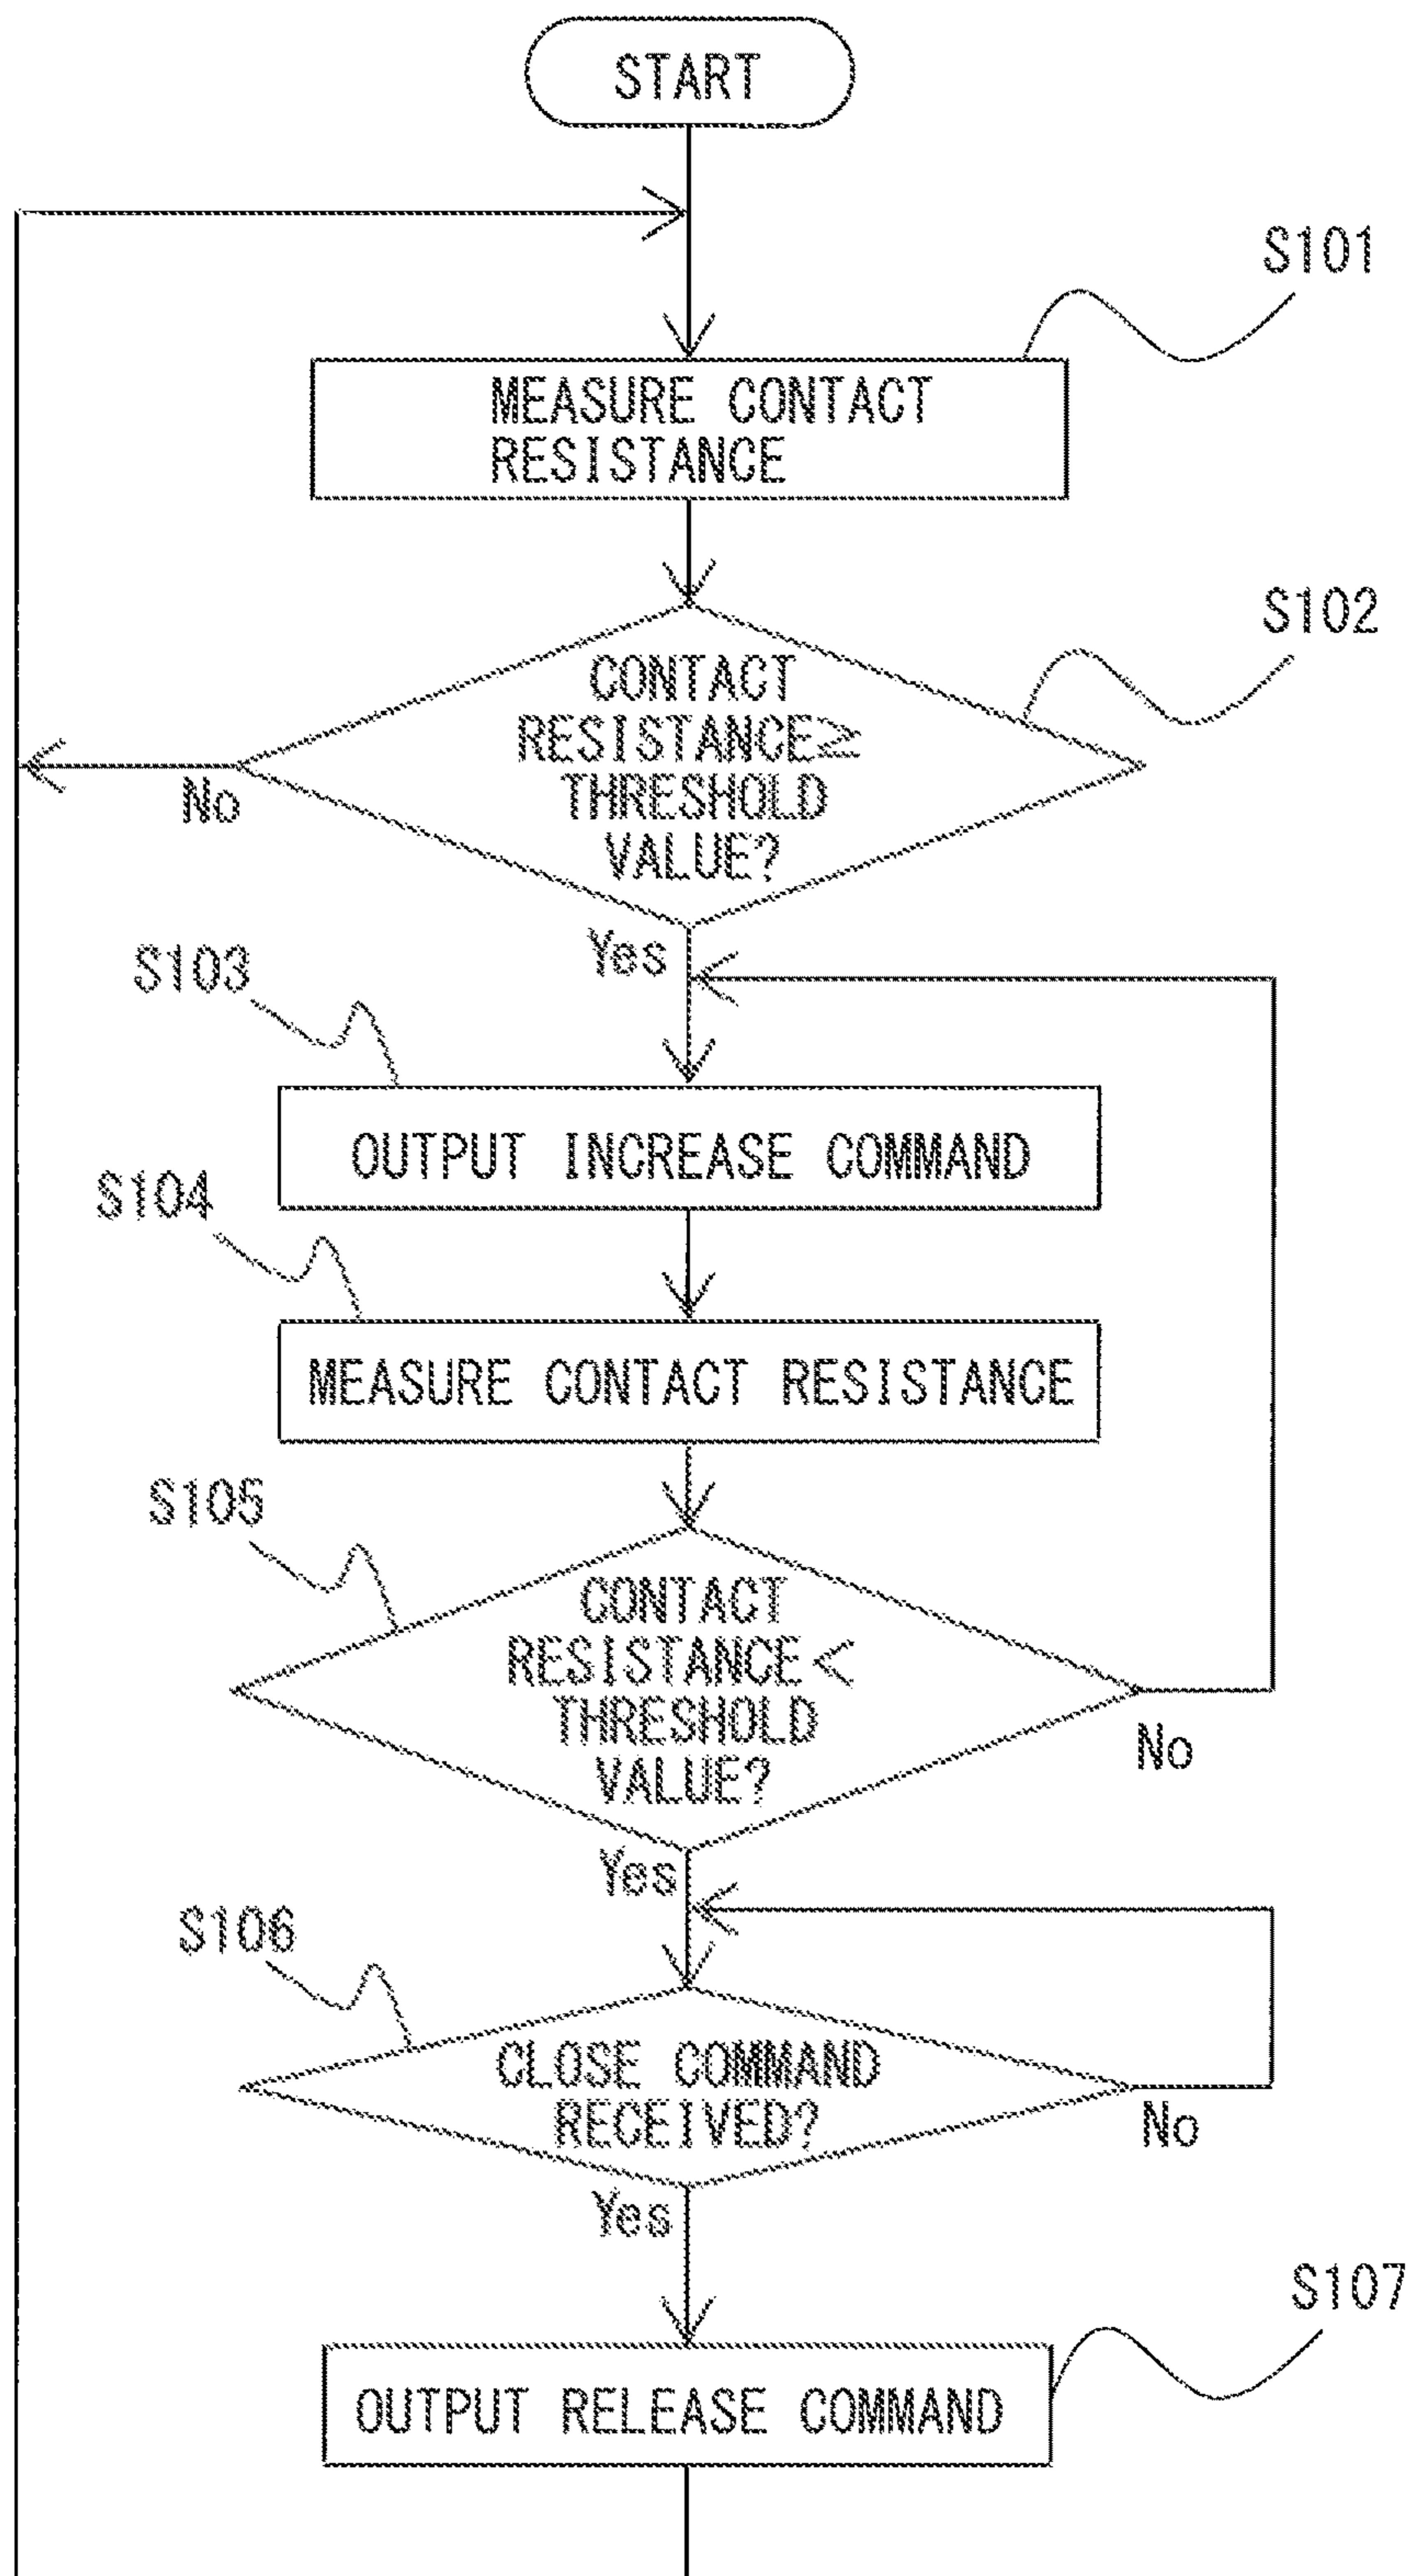 START
S101
MEASURE CONTACT
RESISTANCE
S102
CONTACT
RESISTANCE≧
THRESHOLD
VALUE?
No
Yes
S103
OUTPUT INCREASE COMMAND
S104
MEASURE CONTACT RESISTANCE
S105
CONTACT
RESISTANCE<
THRESHOLD
VALUE?
No
Yes
S106
CLOSE COMMAND
RECEIVED?
No
Yes
S107
OUTPUT RELEASE COMMAND